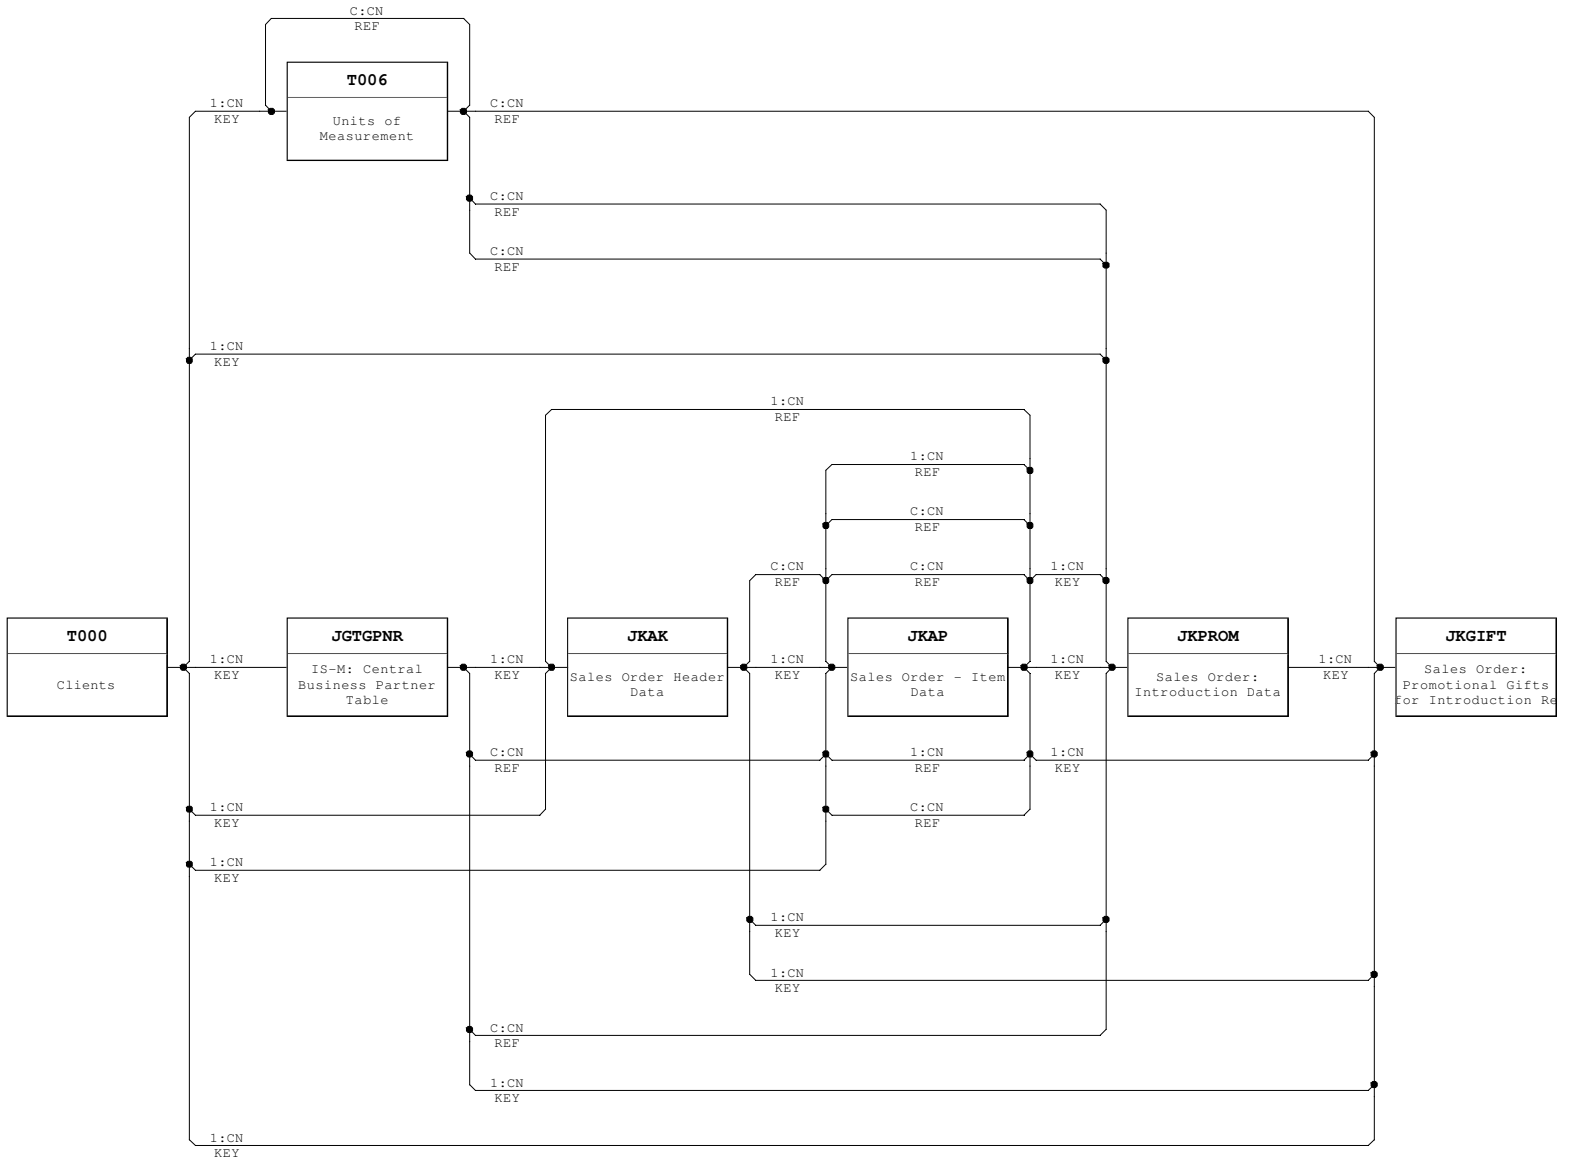 C:CN
REF
T006
Units of
Measurement
1:CN
KEY
C:CN
REF
C:CN
REF
C:CN
REF
1:CN
KEY
1:CN
REF
1:CN
REF
C:CN
REF
C:CN
REF
C:CN
REF
1:CN
KEY
T000
Clients
1:CN
KEY
JGTGPNR
IS-M: Central
Business Partner
Table
1:CN
KEY
JKAK
Sales Order Header
Data
1:CN
KEY
JKAP
Sales Order - Item
Data
1:CN
KEY
JKPROM
Sales Order:
Introduction Data
1:CN
KEY
JKGIFT
Sales Order:
Promotional Gifts
for Introduction Re
C:CN
REF
1:CN
REF
1:CN
KEY
1:CN
KEY
C:CN
REF
1:CN
KEY
1:CN
KEY
1:CN
KEY
C:CN
REF
1:CN
KEY
1:CN
KEY